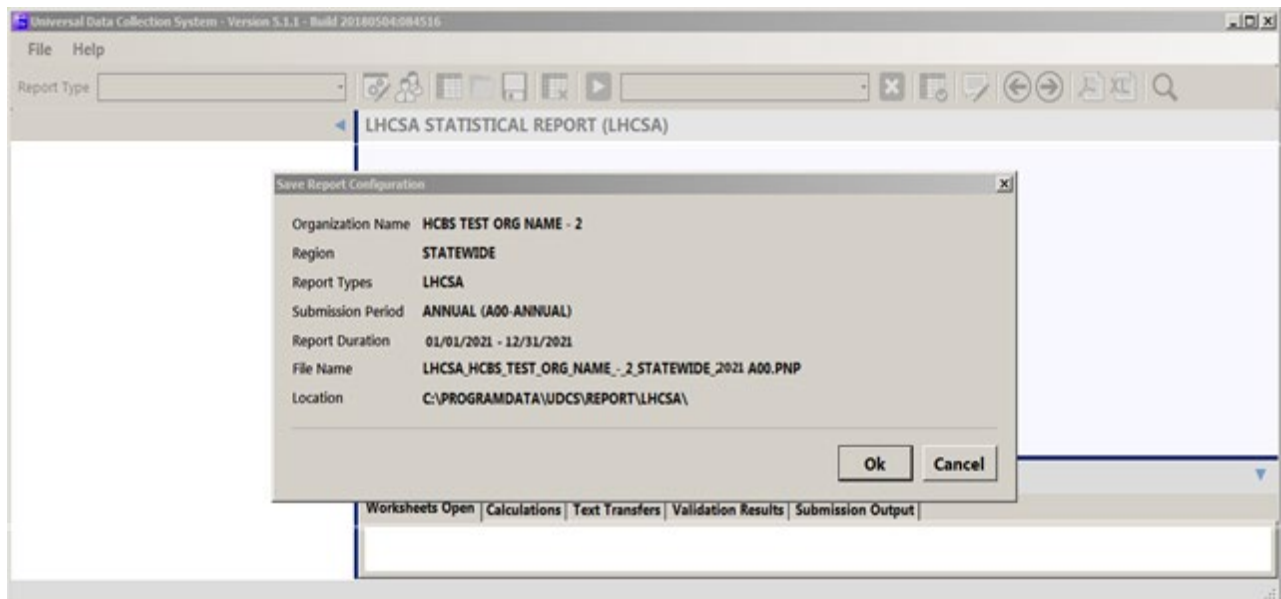 Universal Data Collection System - Version 5.1.1 - Build 20180504:084516
File Help
Report Type
LHCSA STATISTICAL REPORT (LHCSA)
Save Report Configuration
Organization Name HCBS TEST ORG NAME - 2
Region STATEWIDE
Report Types LHCSA
Submission Period ANNUAL (A00-ANNUAL)
Report Duration 01/01/2021 - 12/31/2021
File Name LHCSA_HCBS_TEST_ORG_NAME_-_2_STATEWIDE_2021 A00.PNP
Location C:\PROGRAMDATA\UDCS\REPORT\LHCSA\
Ok Cancel
Worksheets Open Calculations Text Transfers Validation Results Submission Output